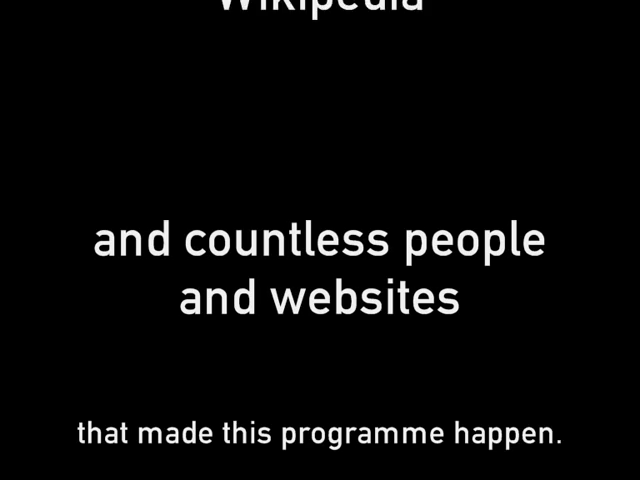 Wikipedia
and countless people
and websites
that made this programme happen.